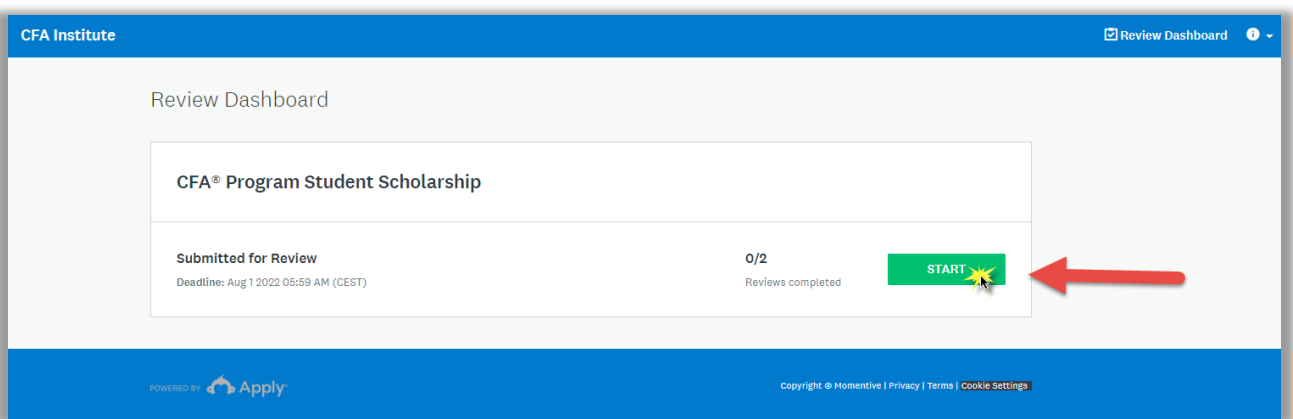 CFA Institute
Review Dashboard
Review Dashboard
CFA® Program Student Scholarship
Submitted for Review
0/2
START
Deadline: Aug 1 2022 05:59 AM (CEST)
Reviews completed
POWERED BY Apply
Copyright © Momentive | Privacy | Terms | Cookie Settings